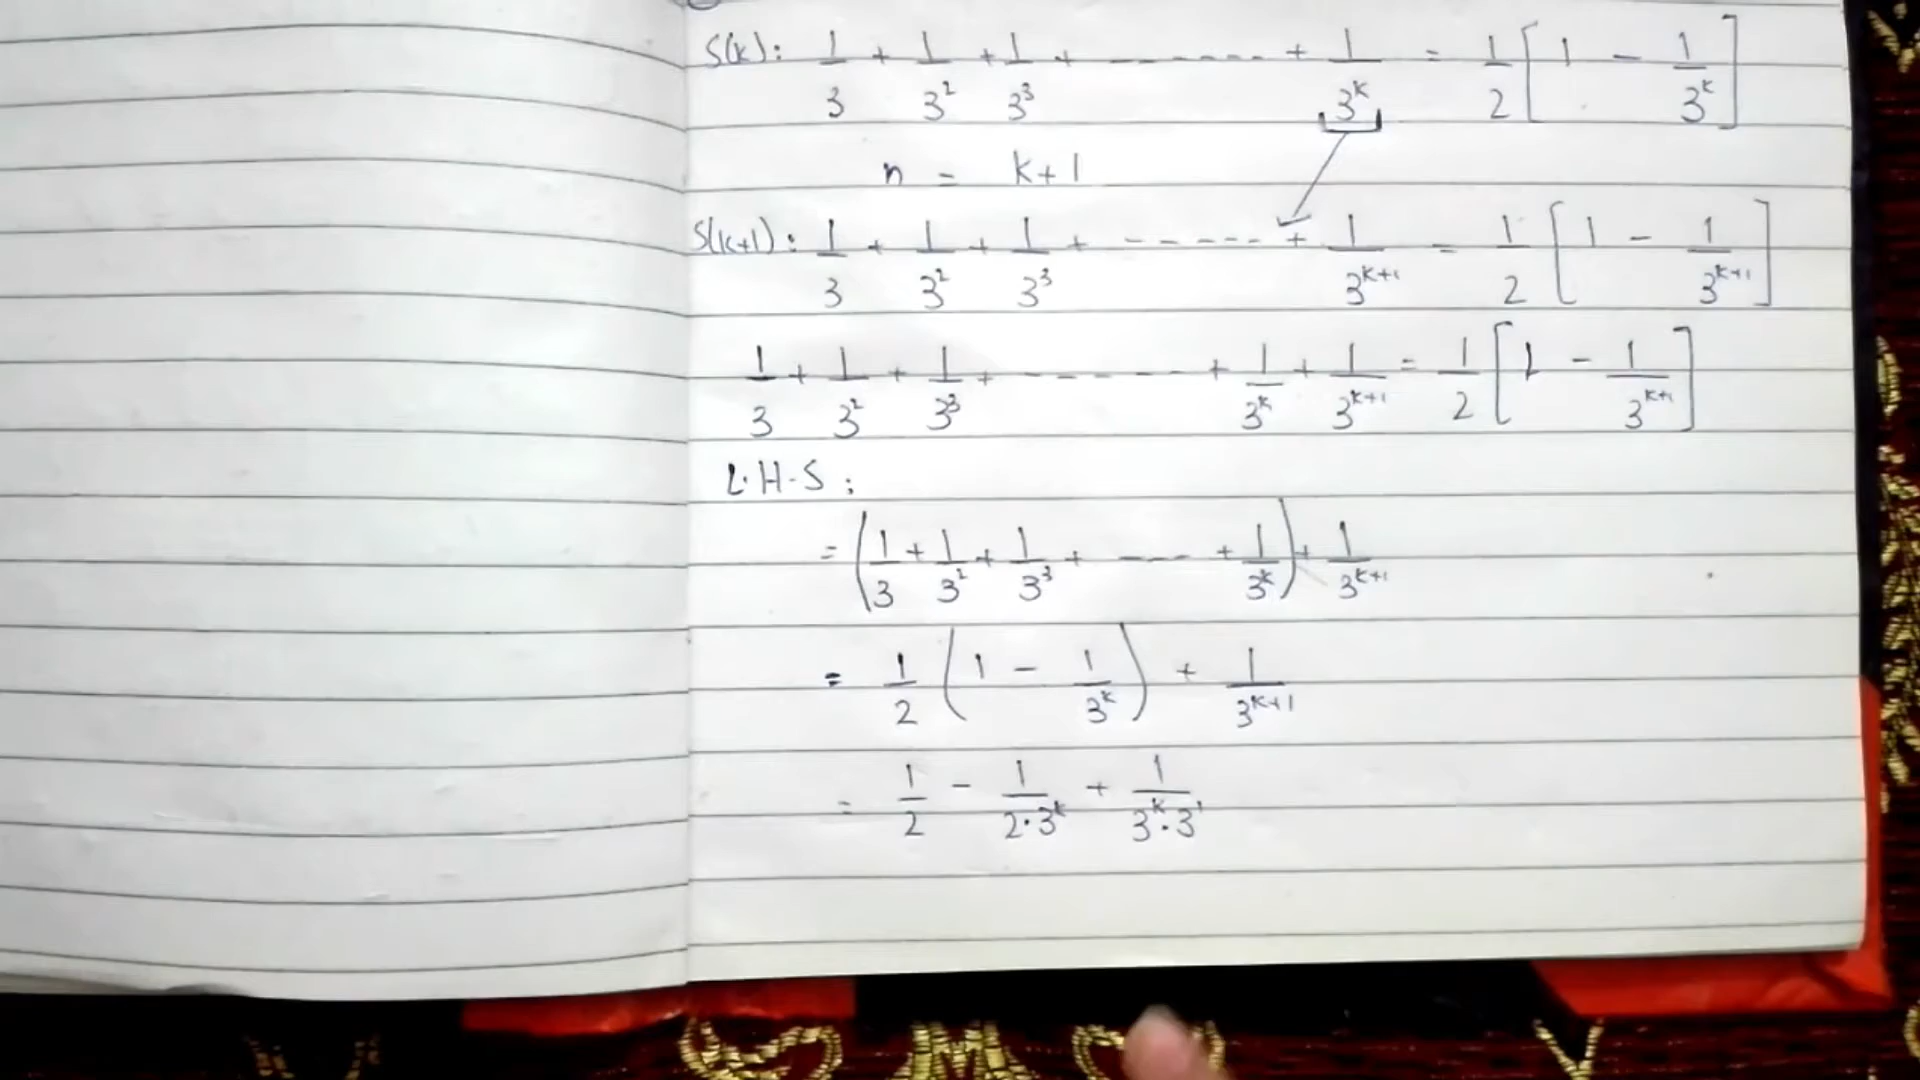 S(k): 1/3 + 1/3² + 1/3³ + ------- + 1/3^k = 1/2 [1 - 1/3^k]
n = k+1
S(k+1): 1/3 + 1/3² + 1/3³ + ------ + 1/3^(k+1) = 1/2 [1 - 1/3^(k+1)]
1/3 + 1/3² + 1/3³ + ------ + 1/3^k + 1/3^(k+1) = 1/2 [1 - 1/3^(k+1)]
L.H.S :
= (1/3 + 1/3² + 1/3³ + ---- + 1/3^k) + 1/3^(k+1)
= 1/2 (1 - 1/3^k) + 1/3^(k+1)
= 1/2 - 1/(2·3^k) + 1/(3^k·3¹)